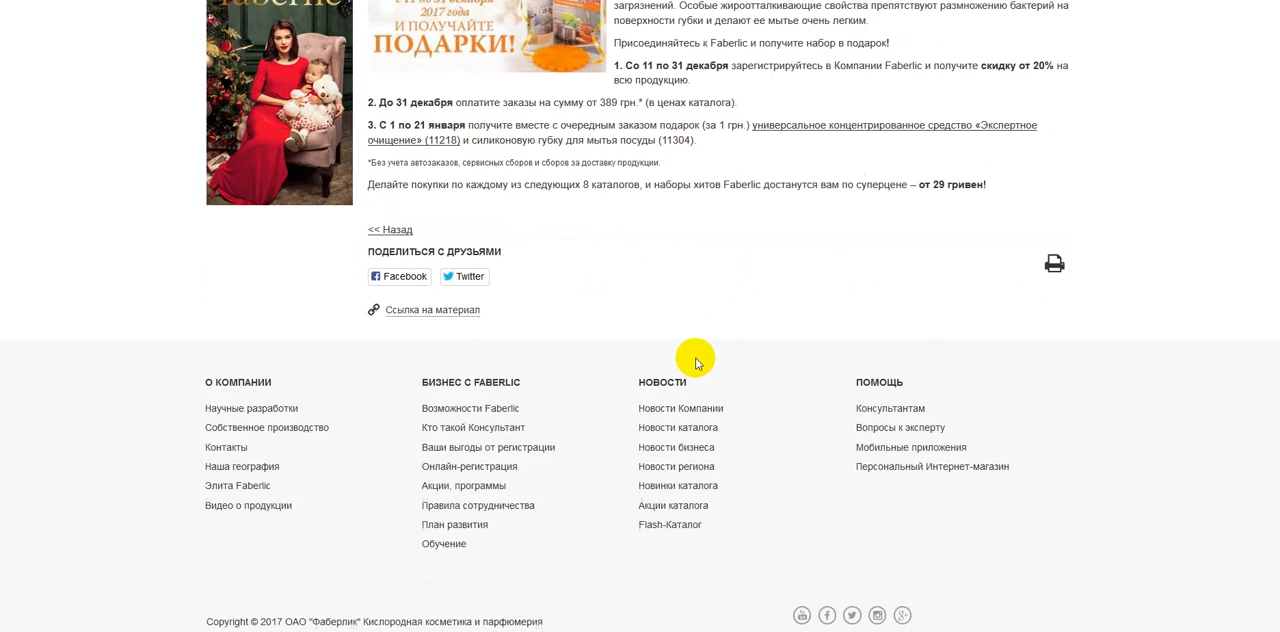 faberlic
с 11 по 31 декабря
2017 года
И ПОЛУЧАЙТЕ
ПОДАРКИ!
загрязнений. Особые жироотталкивающие свойства препятствуют размножению бактерий на
поверхности губки и делают ее мытье очень легким.
Присоединяйтесь к Faberlic и получите набор в подарок!
1. Со 11 по 31 декабря зарегистрируйтесь в Компании Faberlic и получите скидку от 20% на
всю продукцию.
2. До 31 декабря оплатите заказы на сумму от 389 грн.* (в ценах каталога).
3. С 1 по 21 января получите вместе с очередным заказом подарок (за 1 грн.) универсальное концентрированное средство «Экспертное
очищение» (11218) и силиконовую губку для мытья посуды (11304).
*Без учета автозаказов, сервисных сборов и сборов за доставку продукции.
Делайте покупки по каждому из следующих 8 каталогов, и наборы хитов Faberlic достанутся вам по суперцене – от 29 гривен!
<< Назад
ПОДЕЛИТЬСЯ С ДРУЗЬЯМИ
Facebook Twitter
Ссылка на материал
О КОМПАНИИ
Научные разработки
Собственное производство
Контакты
Наша география
Элита Faberlic
Видео о продукции
БИЗНЕС С FABERLIC
Возможности Faberlic
Кто такой Консультант
Ваши выгоды от регистрации
Онлайн-регистрация
Акции, программы
Правила сотрудничества
План развития
Обучение
НОВОСТИ
Новости Компании
Новости каталога
Новости бизнеса
Новости региона
Новинки каталога
Акции каталога
Flash-Каталог
ПОМОЩЬ
Консультантам
Вопросы к эксперту
Мобильные приложения
Персональный Интернет-магазин
Copyright © 2017 ОАО "Фаберлик" Кислородная косметика и парфюмерия